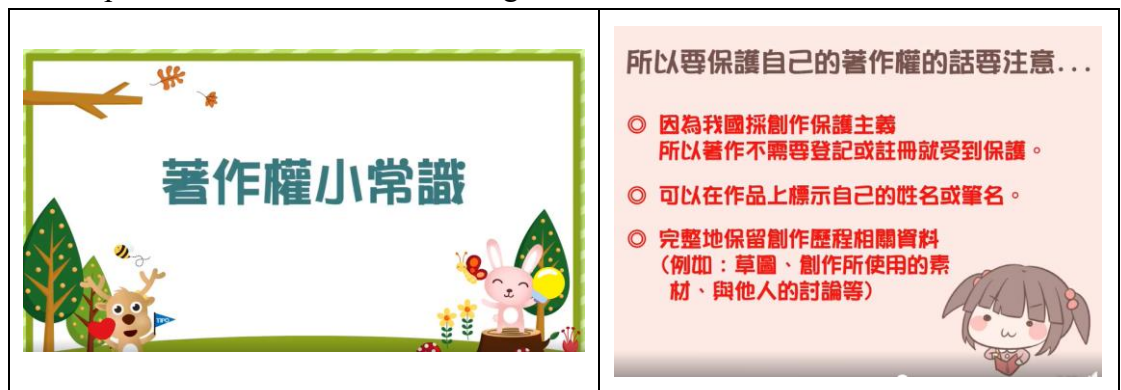 著作權小常識
TIPO
所以要保護自己的著作權的話要注意...
◎ 因為我國採創作保護主義
所以著作不需要登記或註冊就受到保護。
◎ 可以在作品上標示自己的姓名或筆名。
◎ 完整地保留創作歷程相關資料
（例如：草圖、創作所使用的素
材、與他人的討論等）